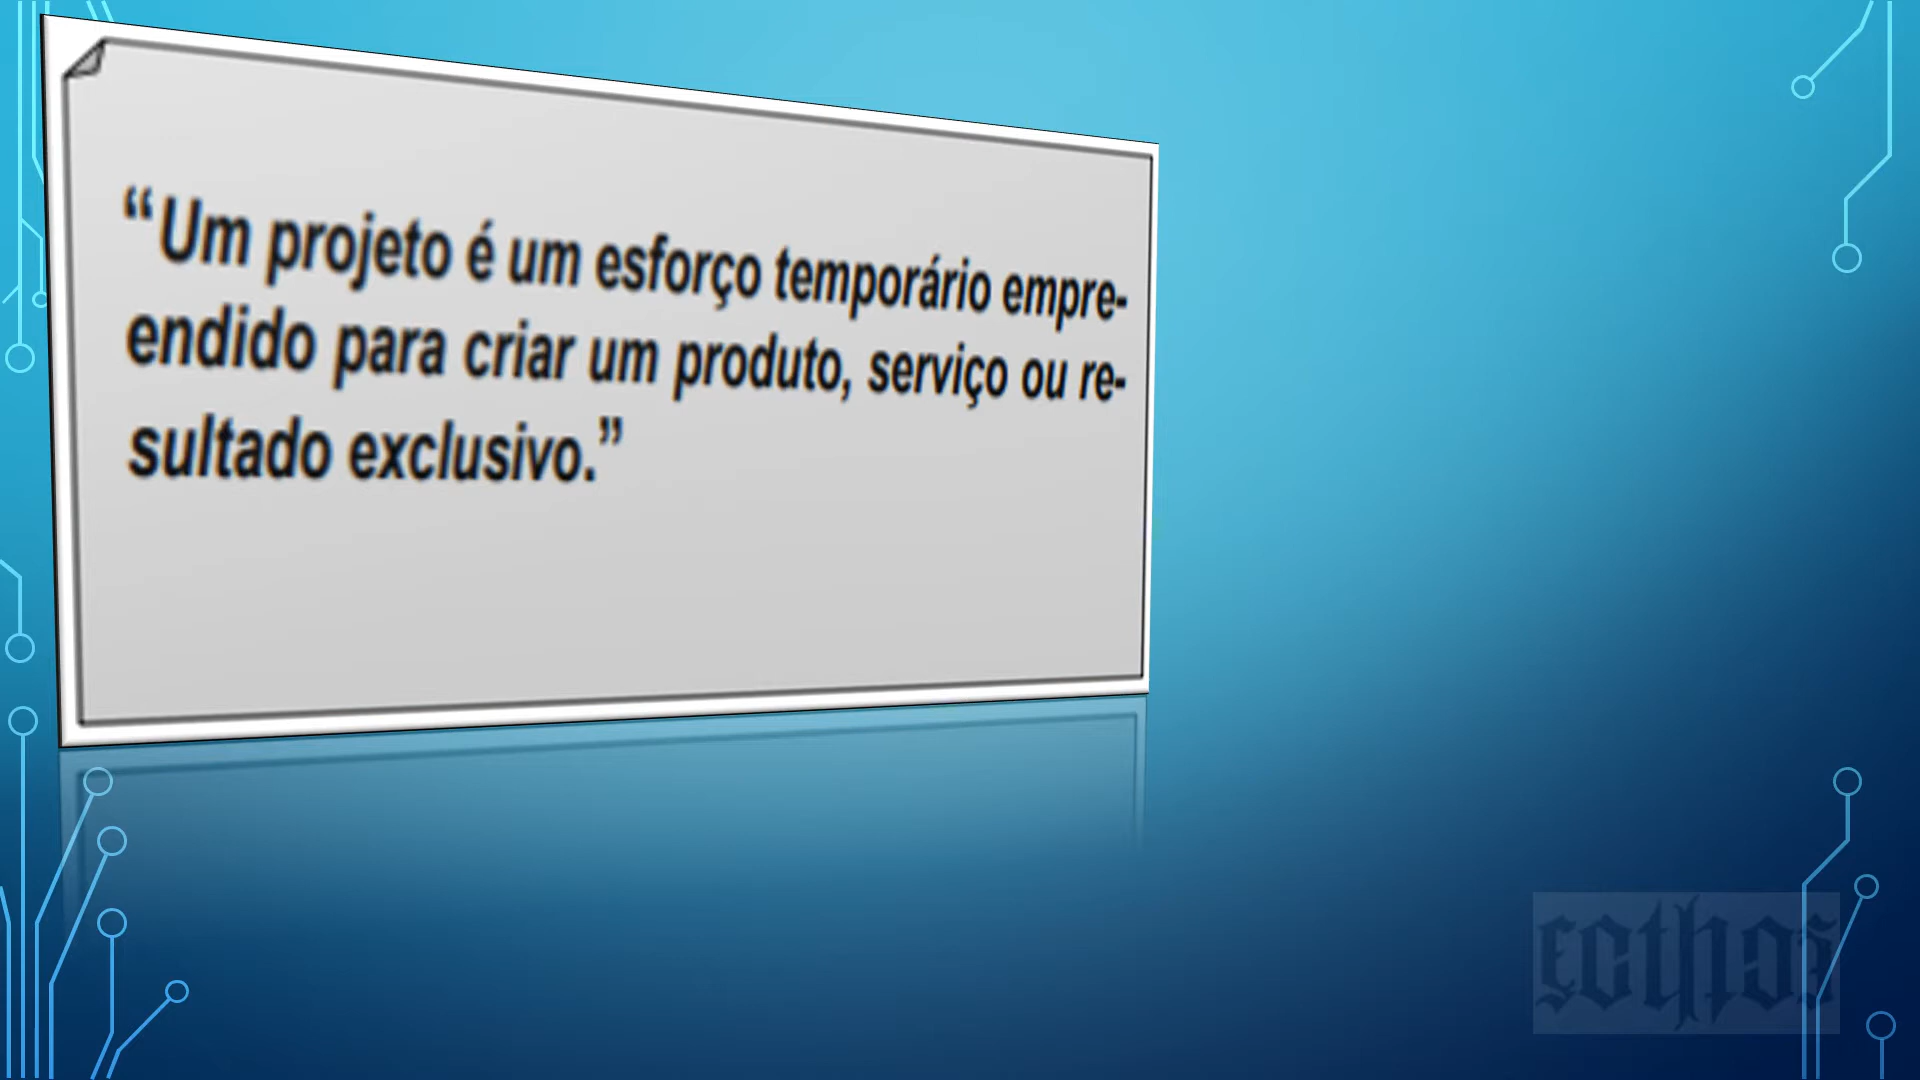 “Um projeto é um esforço temporário empre-
endido para criar um produto, serviço ou re-
sultado exclusivo.”